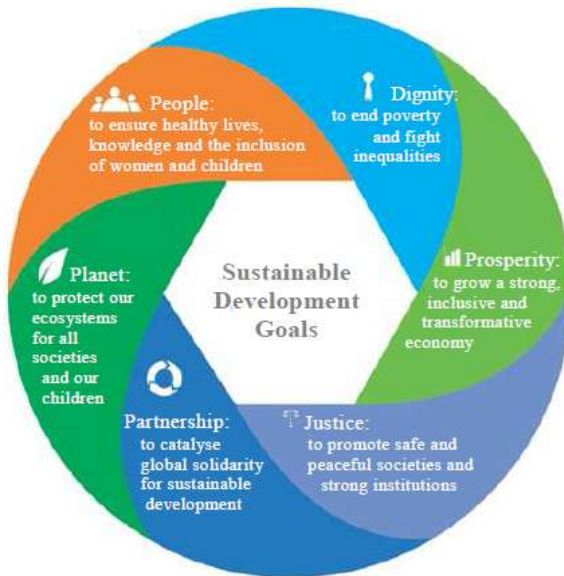 Sustainable
Development
Goals
Dignity:
to end poverty
and fight
inequalities
Prosperity:
to grow a strong,
inclusive and
transformative
economy
Justice:
to promote safe and
peaceful societies and
strong institutions
Partnership:
to catalyse
global solidarity
for sustainable
development
Planet:
to protect our
ecosystems
for all
societies
and our
children
People:
to ensure healthy lives,
knowledge and the inclusion
of women and children